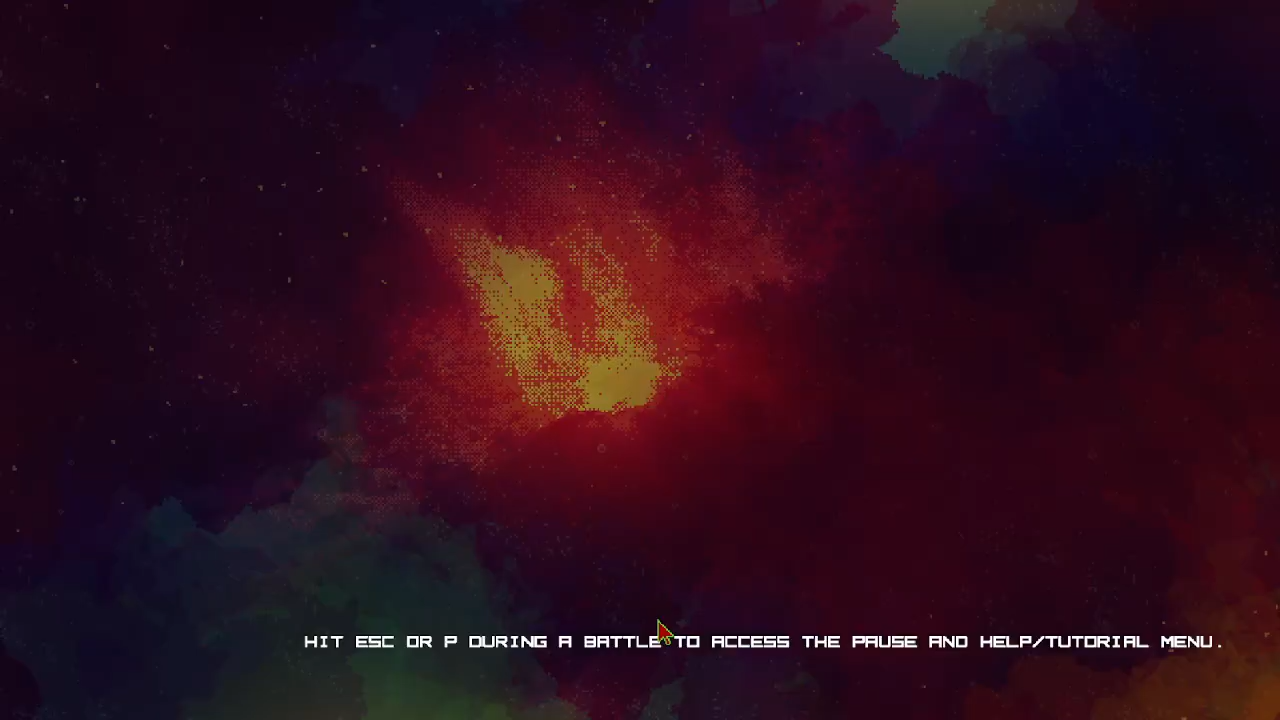 HIT ESC OR P DURING A BATTLE TO ACCESS THE PAUSE AND HELP/TUTORIAL MENU.